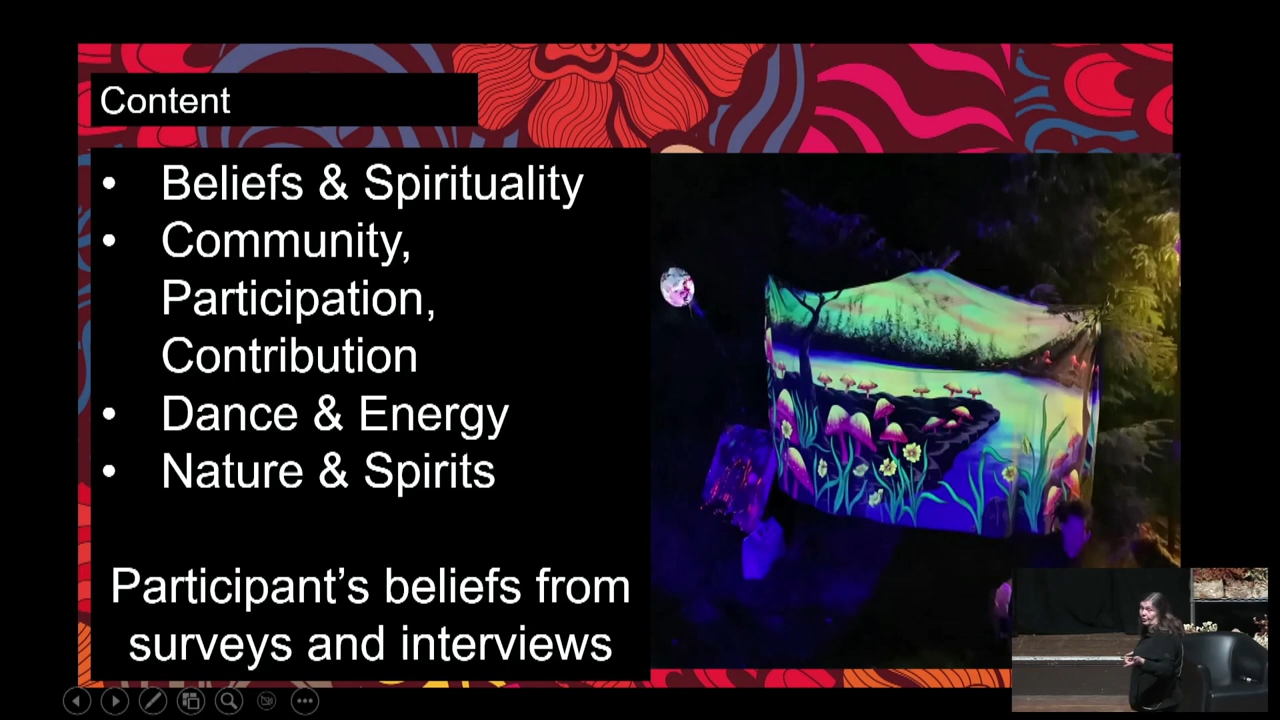 Content
• Beliefs & Spirituality
• Community,
Participation,
Contribution
• Dance & Energy
• Nature & Spirits
Participant’s beliefs from
surveys and interviews